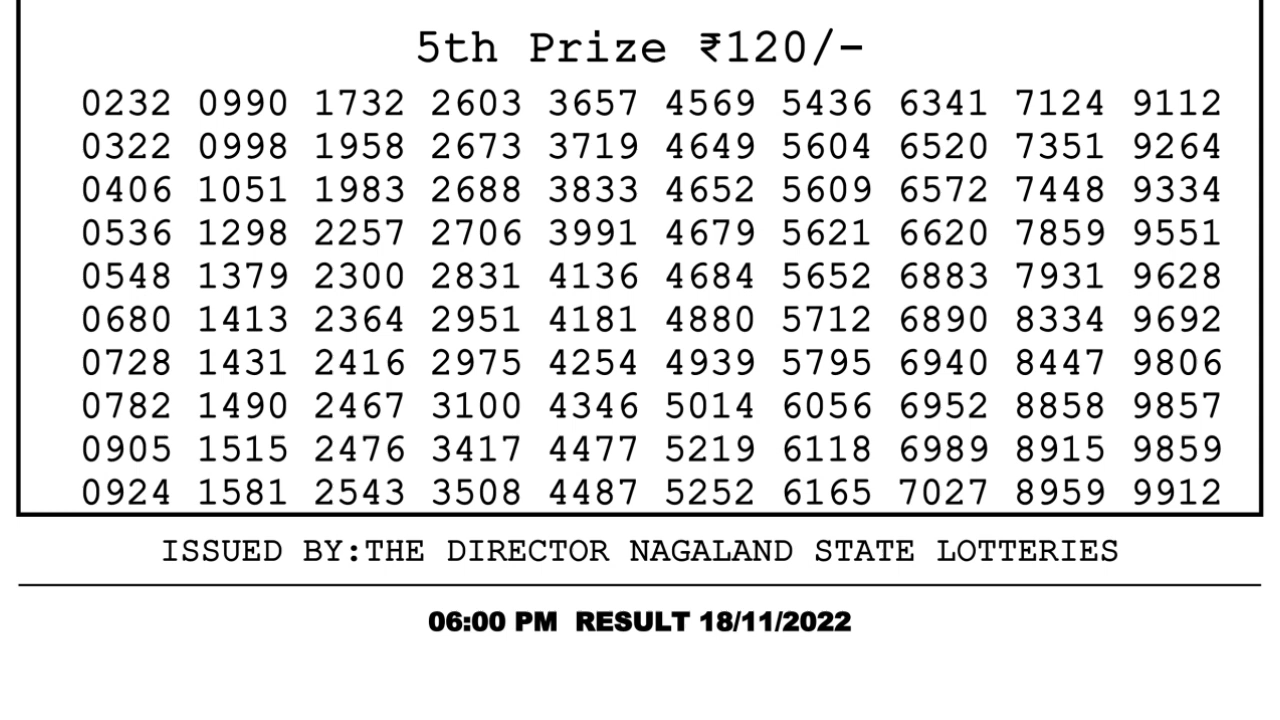 5th Prize ₹120/-
0232 0990 1732 2603 3657 4569 5436 6341 7124 9112
0322 0998 1958 2673 3719 4649 5604 6520 7351 9264
0406 1051 1983 2688 3833 4652 5609 6572 7448 9334
0536 1298 2257 2706 3991 4679 5621 6620 7859 9551
0548 1379 2300 2831 4136 4684 5652 6883 7931 9628
0680 1413 2364 2951 4181 4880 5712 6890 8334 9692
0728 1431 2416 2975 4254 4939 5795 6940 8447 9806
0782 1490 2467 3100 4346 5014 6056 6952 8858 9857
0905 1515 2476 3417 4477 5219 6118 6989 8915 9859
0924 1581 2543 3508 4487 5252 6165 7027 8959 9912
ISSUED BY:THE DIRECTOR NAGALAND STATE LOTTERIES
06:00 PM RESULT 18/11/2022